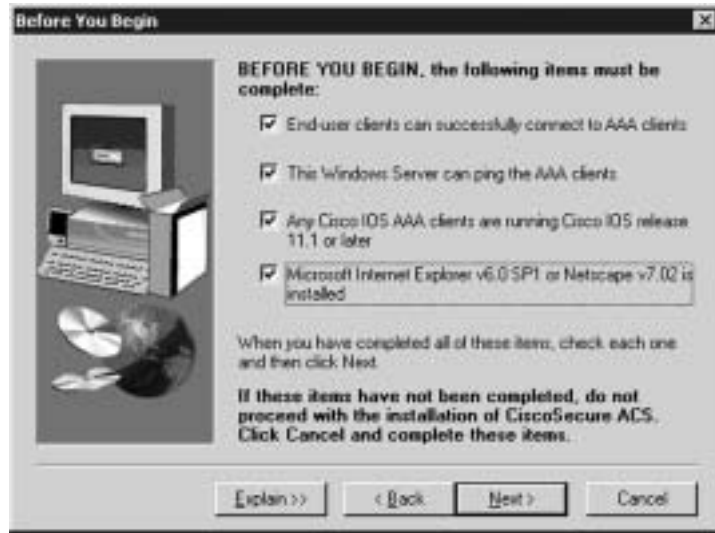 Before You Begin
BEFORE YOU BEGIN, the following items must be
complete:
End-user clients can successfully connect to AAA clients
This Windows Server can ping the AAA clients
Any Cisco IOS AAA clients are running Cisco IOS release
11.1 or later
Microsoft Internet Explorer v6.0 SP1 or Netscape v7.02 is
installed
When you have completed all of these items, check each one
and then click Next.
If these items have not been completed, do not
proceed with the installation of CiscoSecure ACS.
Click Cancel and complete these items.
Explain >>
< Back
Next >
Cancel